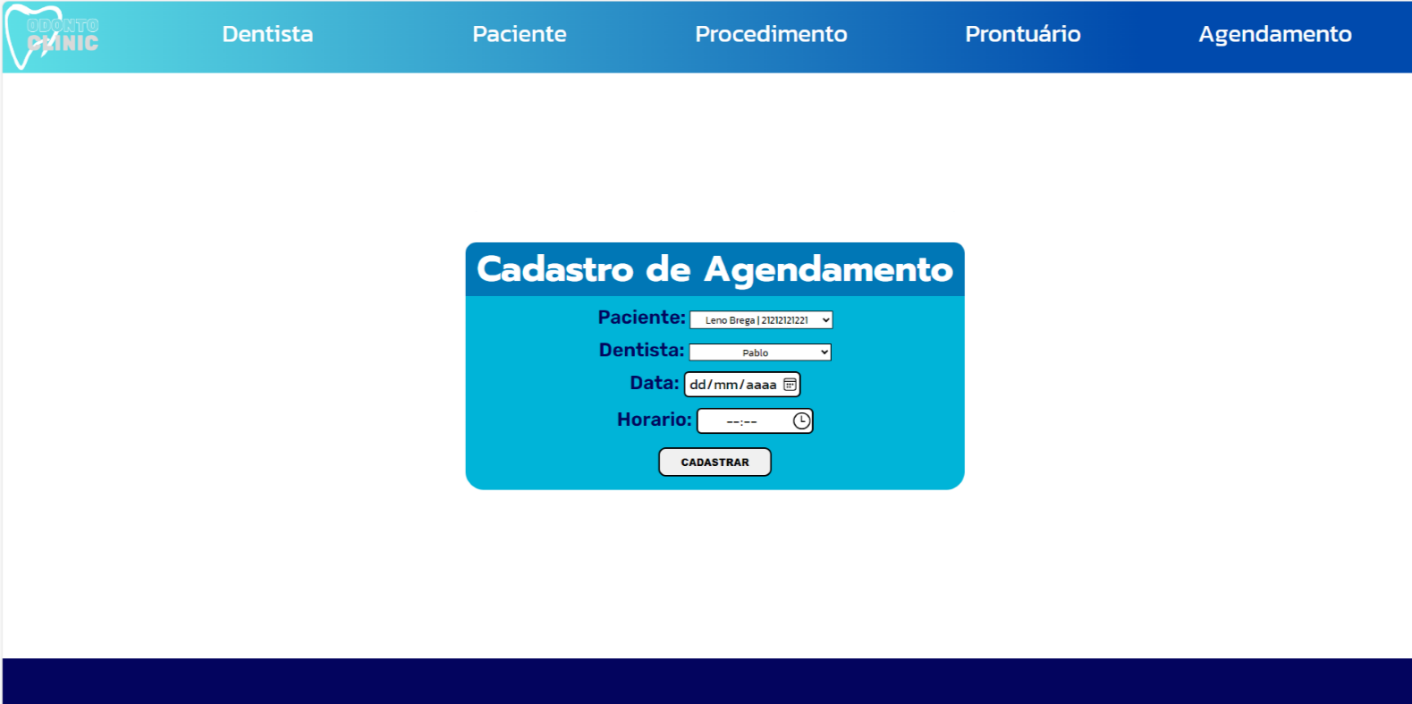 ODONTO
CLINIC
Dentista Paciente Procedimento Prontuário Agendamento
Cadastro de Agendamento
Paciente: Leno Brega | 21212121221
Dentista: Pablo
Data: dd/mm/aaaa
Horario: --:--
CADASTRAR